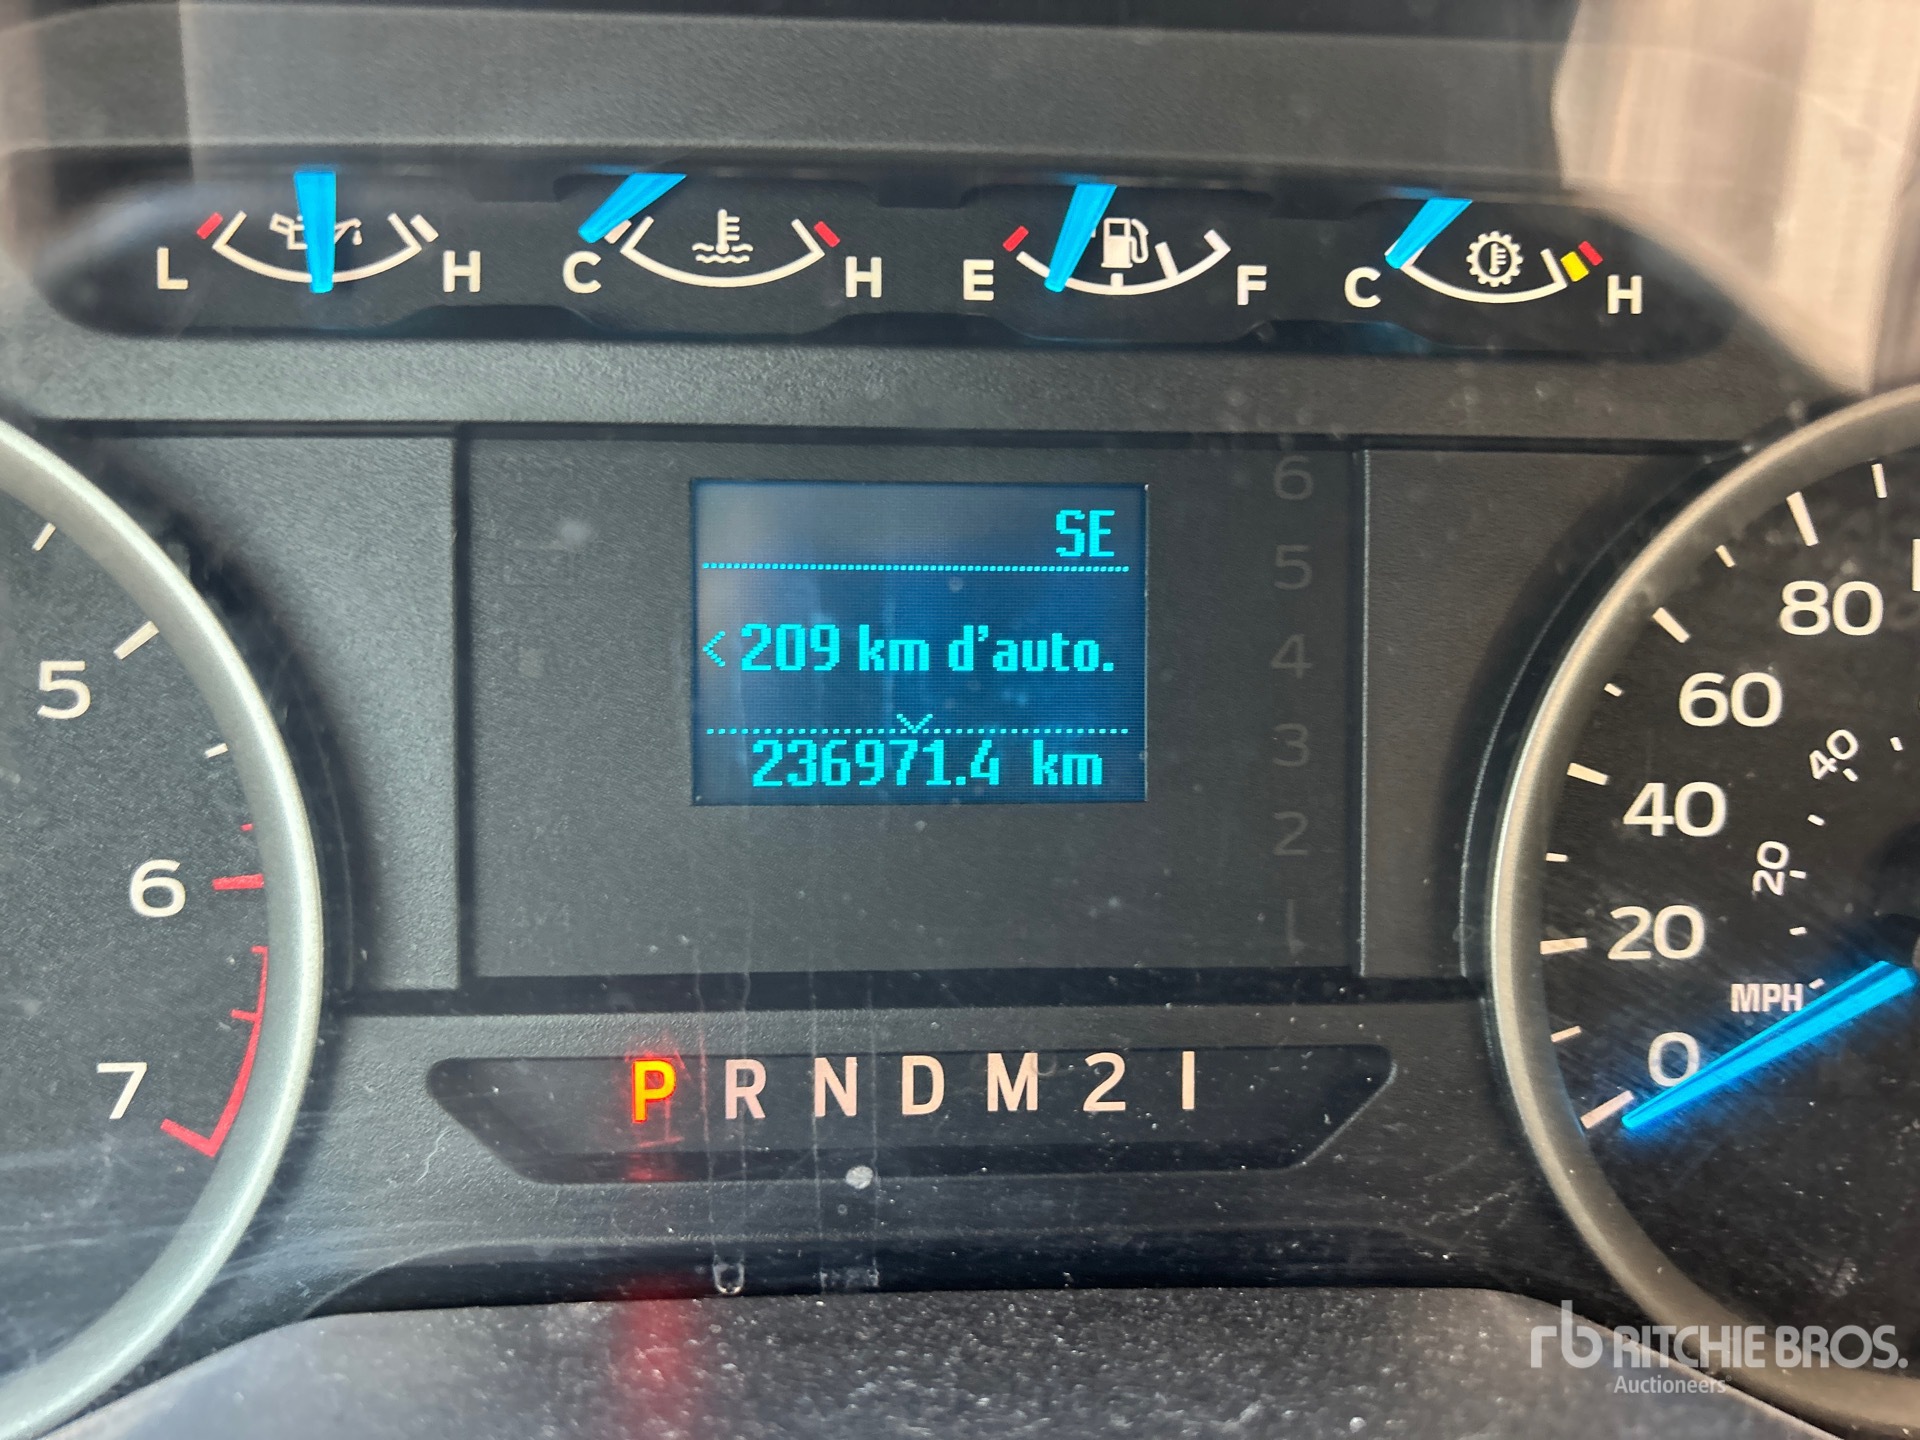 L H C H E F C H
SE
< 209 km d'auto.
236971.4 km
6
5
4
3
2
1
5
6
7
80
60
40
20
0
40
20
MPH
P R N D M 2 1
rb RITCHIE BROS.
Auctioneers